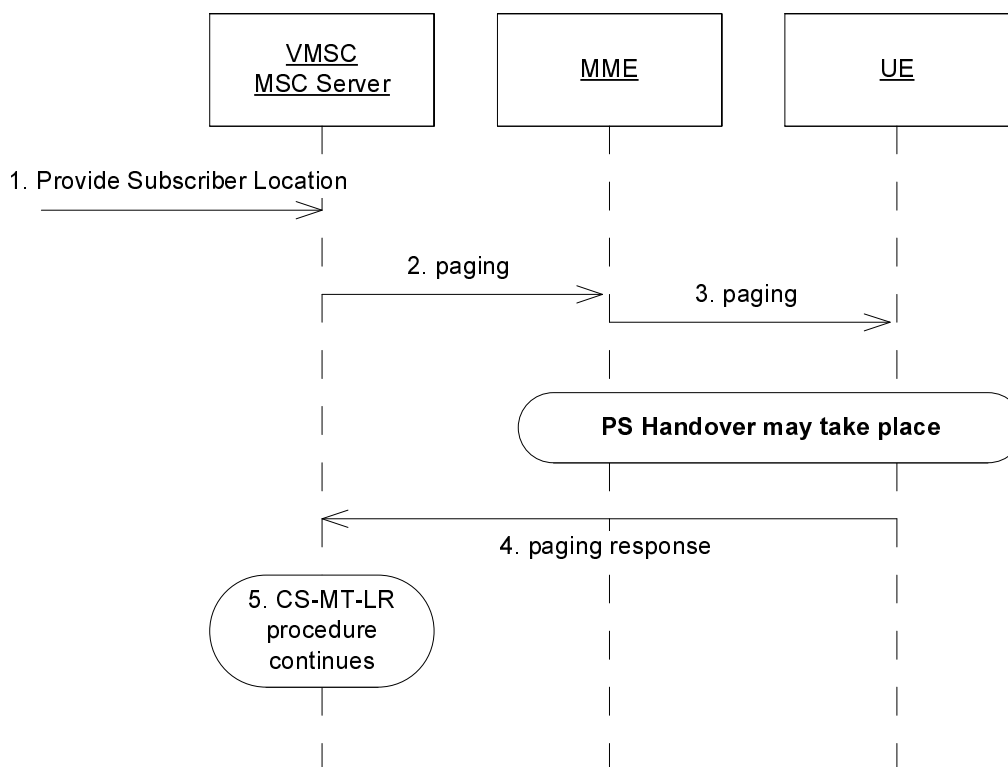 VMSC
MSC Server
MME
UE
1. Provide Subscriber Location
2. paging
3. paging
PS Handover may take place
4. paging response
5. CS-MT-LR
procedure
continues